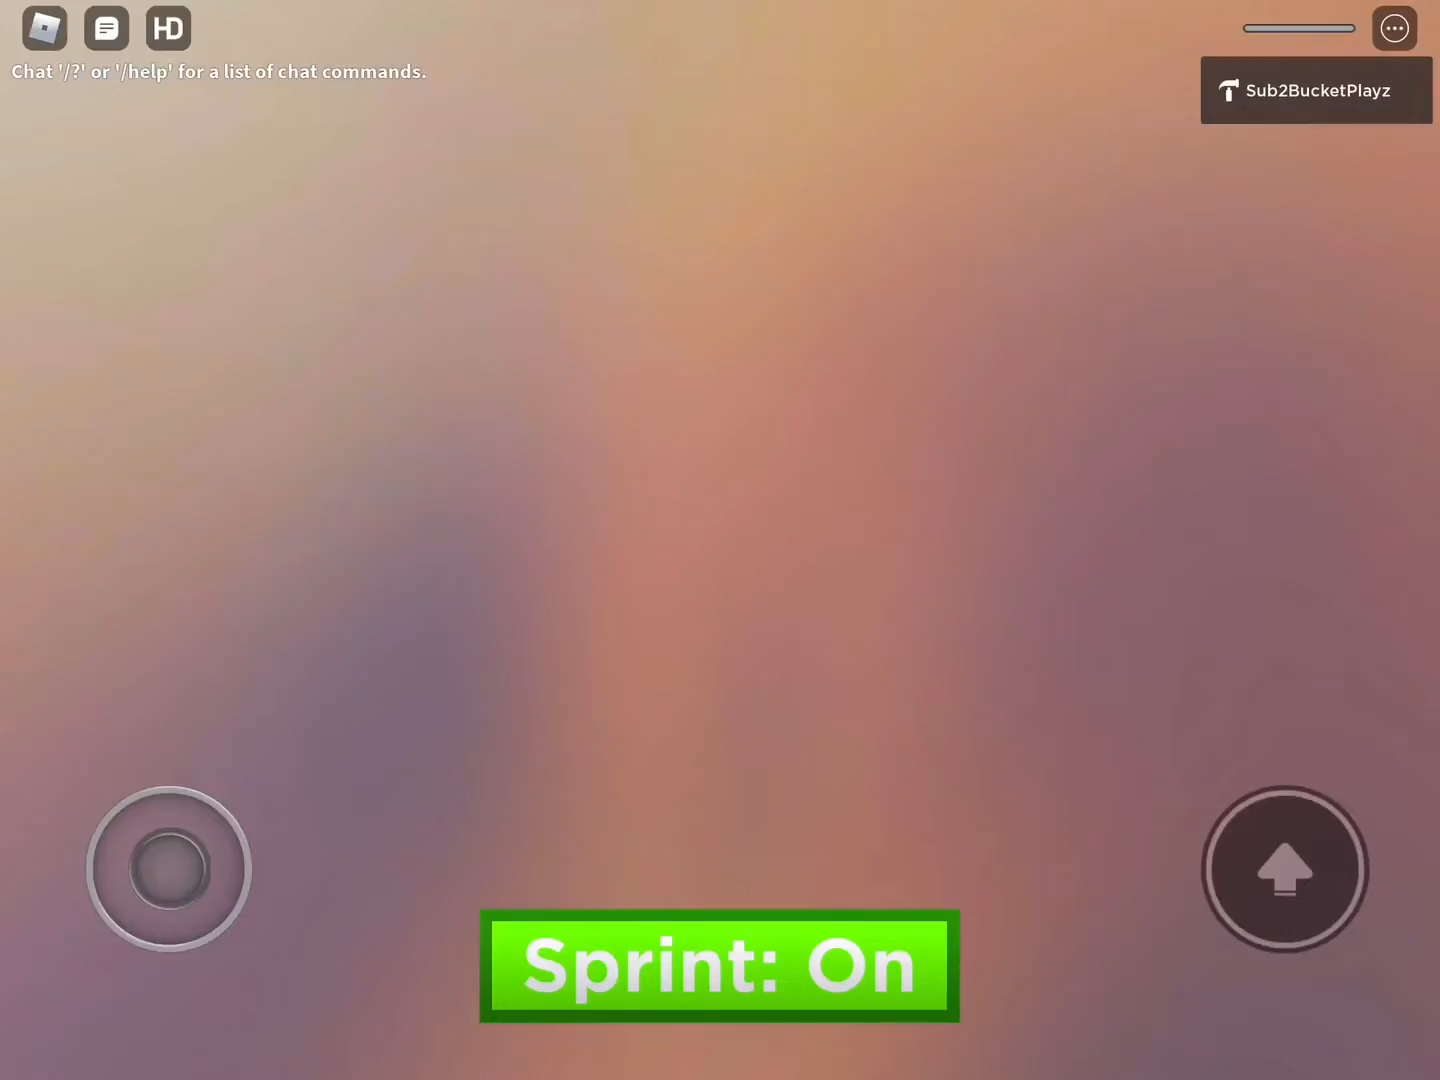 HD
Chat '/?' or '/help' for a list of chat commands.
Sub2BucketPlayz
Sprint: On